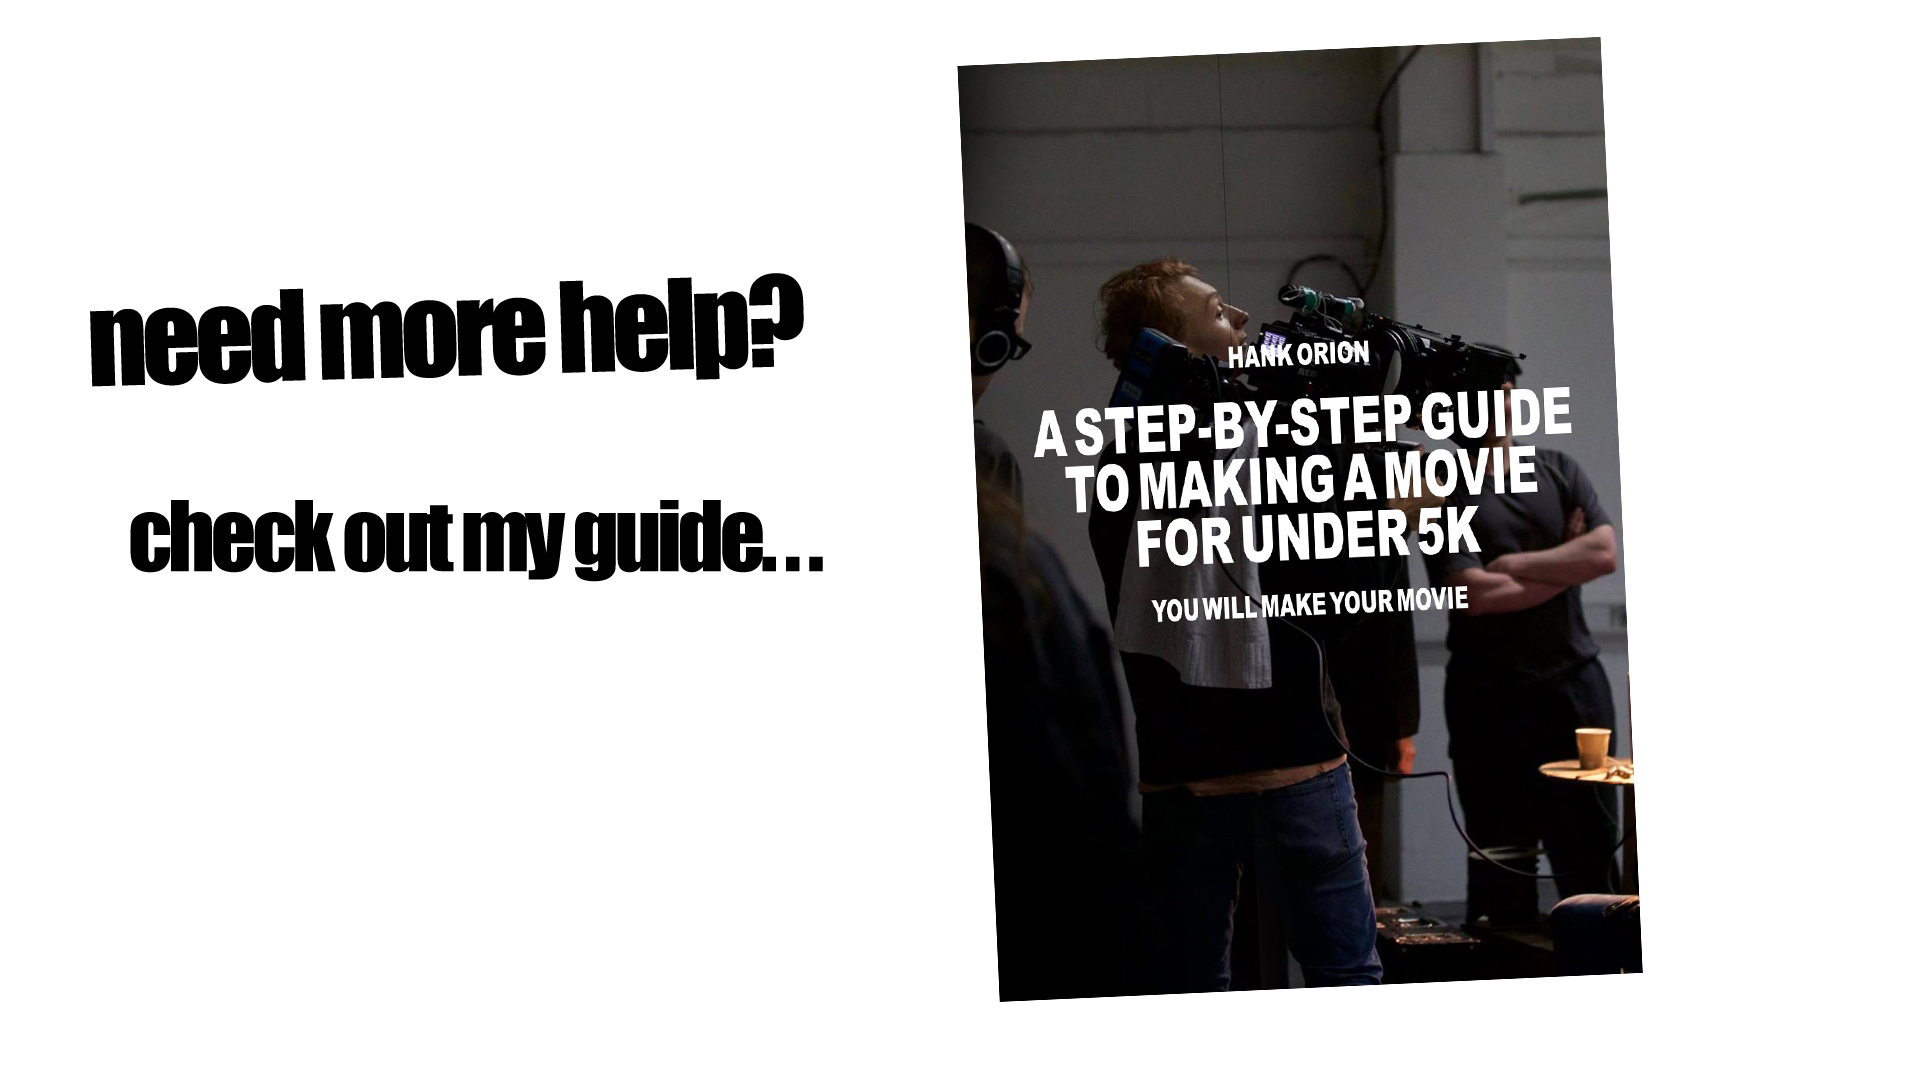 need more help?
check out my guide...
HANK ORION
A STEP-BY-STEP GUIDE
TO MAKING A MOVIE
FOR UNDER 5K
YOU WILL MAKE YOUR MOVIE